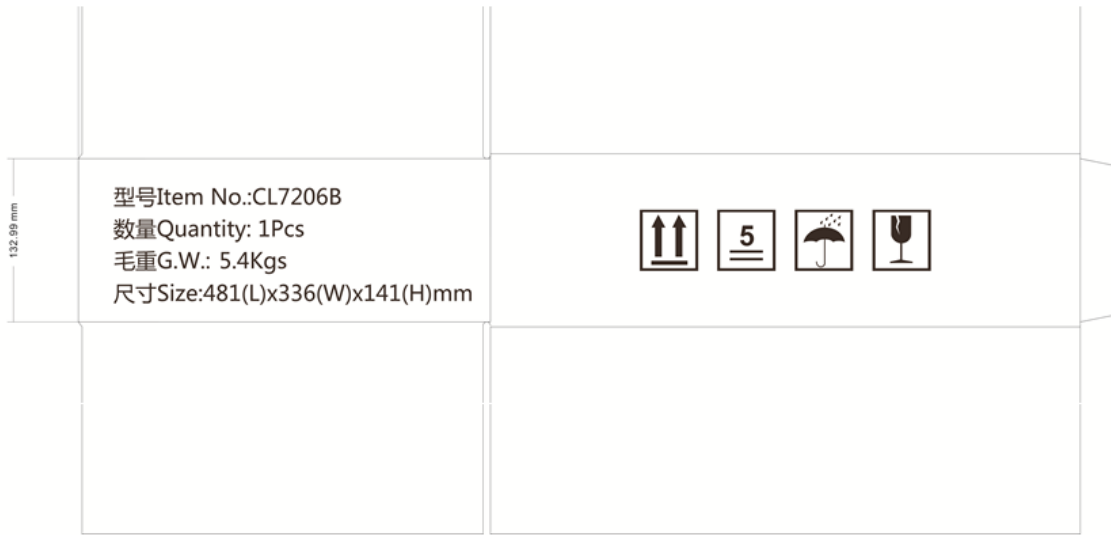 型号Item No.:CL7206B
数量Quantity: 1Pcs
毛重G.W.: 5.4Kgs
尺寸Size:481(L)x336(W)x141(H)mm
132.99 mm
5